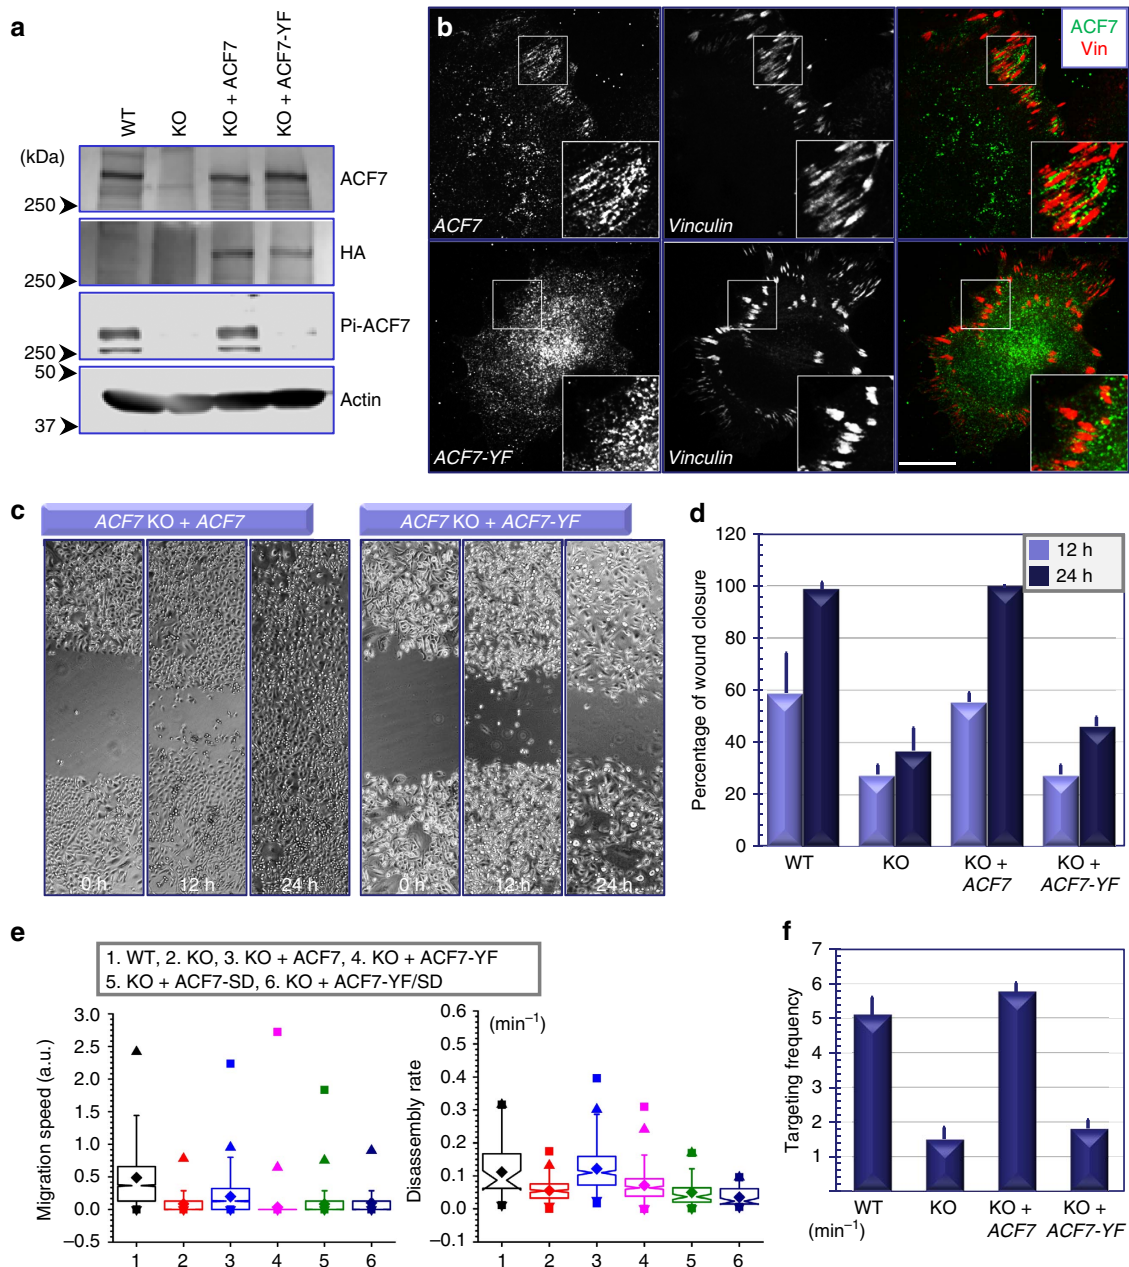 a
WT
KO
KO + ACF7
KO + ACF7-YF
(kDa)
250
ACF7
250
HA
250
Pi-ACF7
50
37
Actin
b
ACF7
Vinculin
ACF7
Vin
ACF7-YF
Vinculin
c
ACF7 KO + ACF7
ACF7 KO + ACF7-YF
0 h
12 h
24 h
0 h
12 h
24 h
d
Percentage of wound closure
120
100
80
60
40
20
0
12 h
24 h
WT
KO
KO +
ACF7
KO +
ACF7-YF
e
1. WT, 2. KO, 3. KO + ACF7, 4. KO + ACF7-YF
5. KO + ACF7-SD, 6. KO + ACF7-YF/SD
Migration speed (a.u.)
3.0
2.5
2.0
1.5
1.0
0.5
0.0
–0.5
1 2 3 4 5 6
Disassembly rate
(min⁻¹)
0.6
0.5
0.4
0.3
0.2
0.1
0.0
–0.1
1 2 3 4 5 6
f
Targeting frequency
7
6
5
4
3
2
1
(min⁻¹)
WT
KO
KO +
ACF7
KO +
ACF7-YF